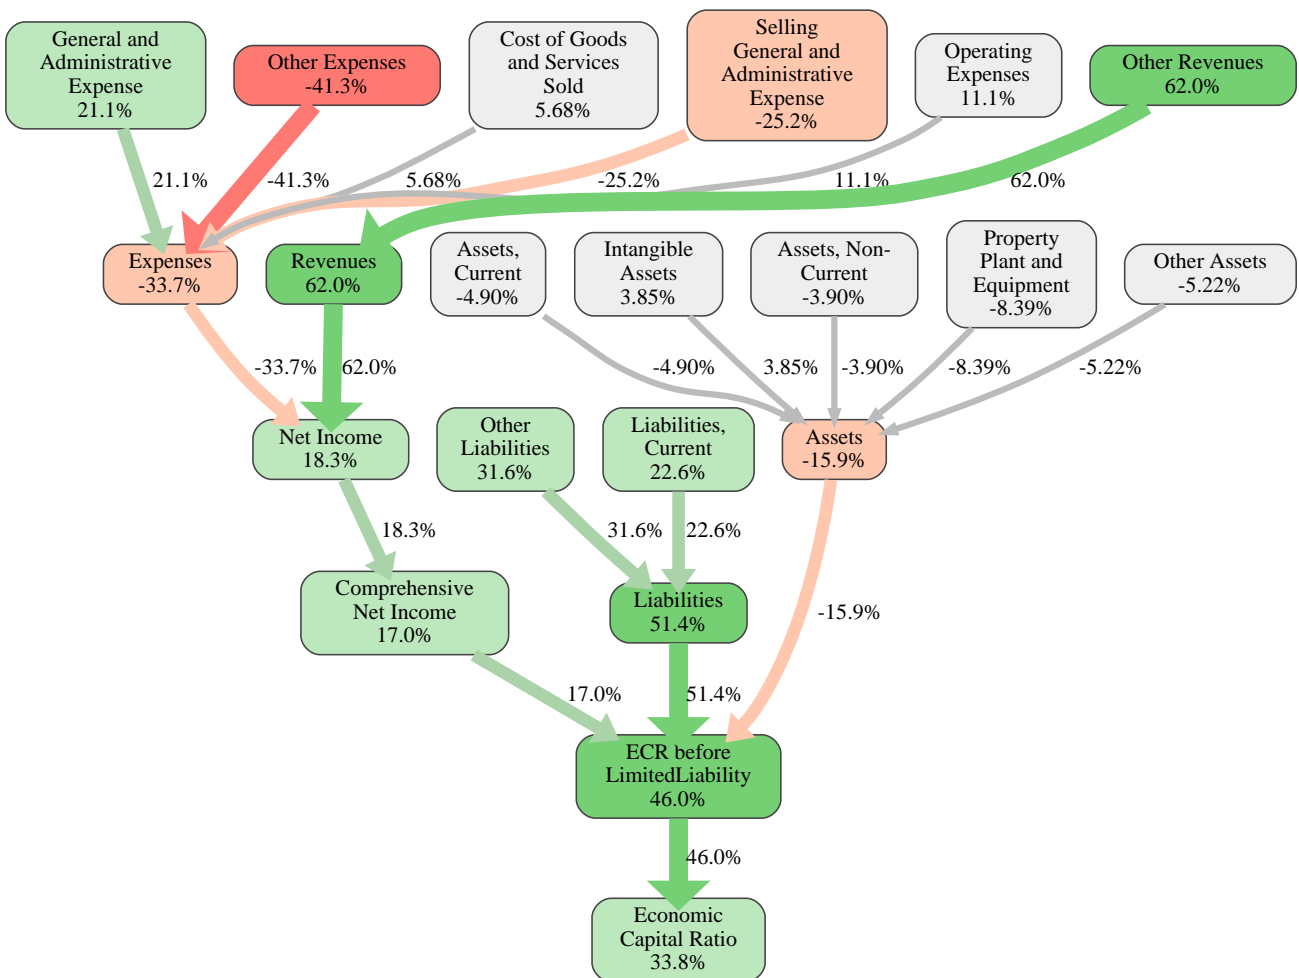 General and
Administrative
Expense
21.1%
Other Expenses
-41.3%
Cost of Goods
and Services
Sold
5.68%
Selling
General and
Administrative
Expense
-25.2%
Operating
Expenses
11.1%
Other Revenues
62.0%
21.1%
-41.3%
5.68%
-25.2%
11.1%
62.0%
Expenses
-33.7%
Revenues
62.0%
Assets,
Current
-4.90%
Intangible
Assets
3.85%
Assets, Non-
Current
-3.90%
Property
Plant and
Equipment
-8.39%
Other Assets
-5.22%
-33.7%
62.0%
-4.90%
3.85%
-3.90%
-8.39%
-5.22%
Net Income
18.3%
Other
Liabilities
31.6%
Liabilities,
Current
22.6%
Assets
-15.9%
18.3%
31.6%
22.6%
Comprehensive
Net Income
17.0%
Liabilities
51.4%
-15.9%
17.0%
51.4%
ECR before
LimitedLiability
46.0%
46.0%
Economic
Capital Ratio
33.8%